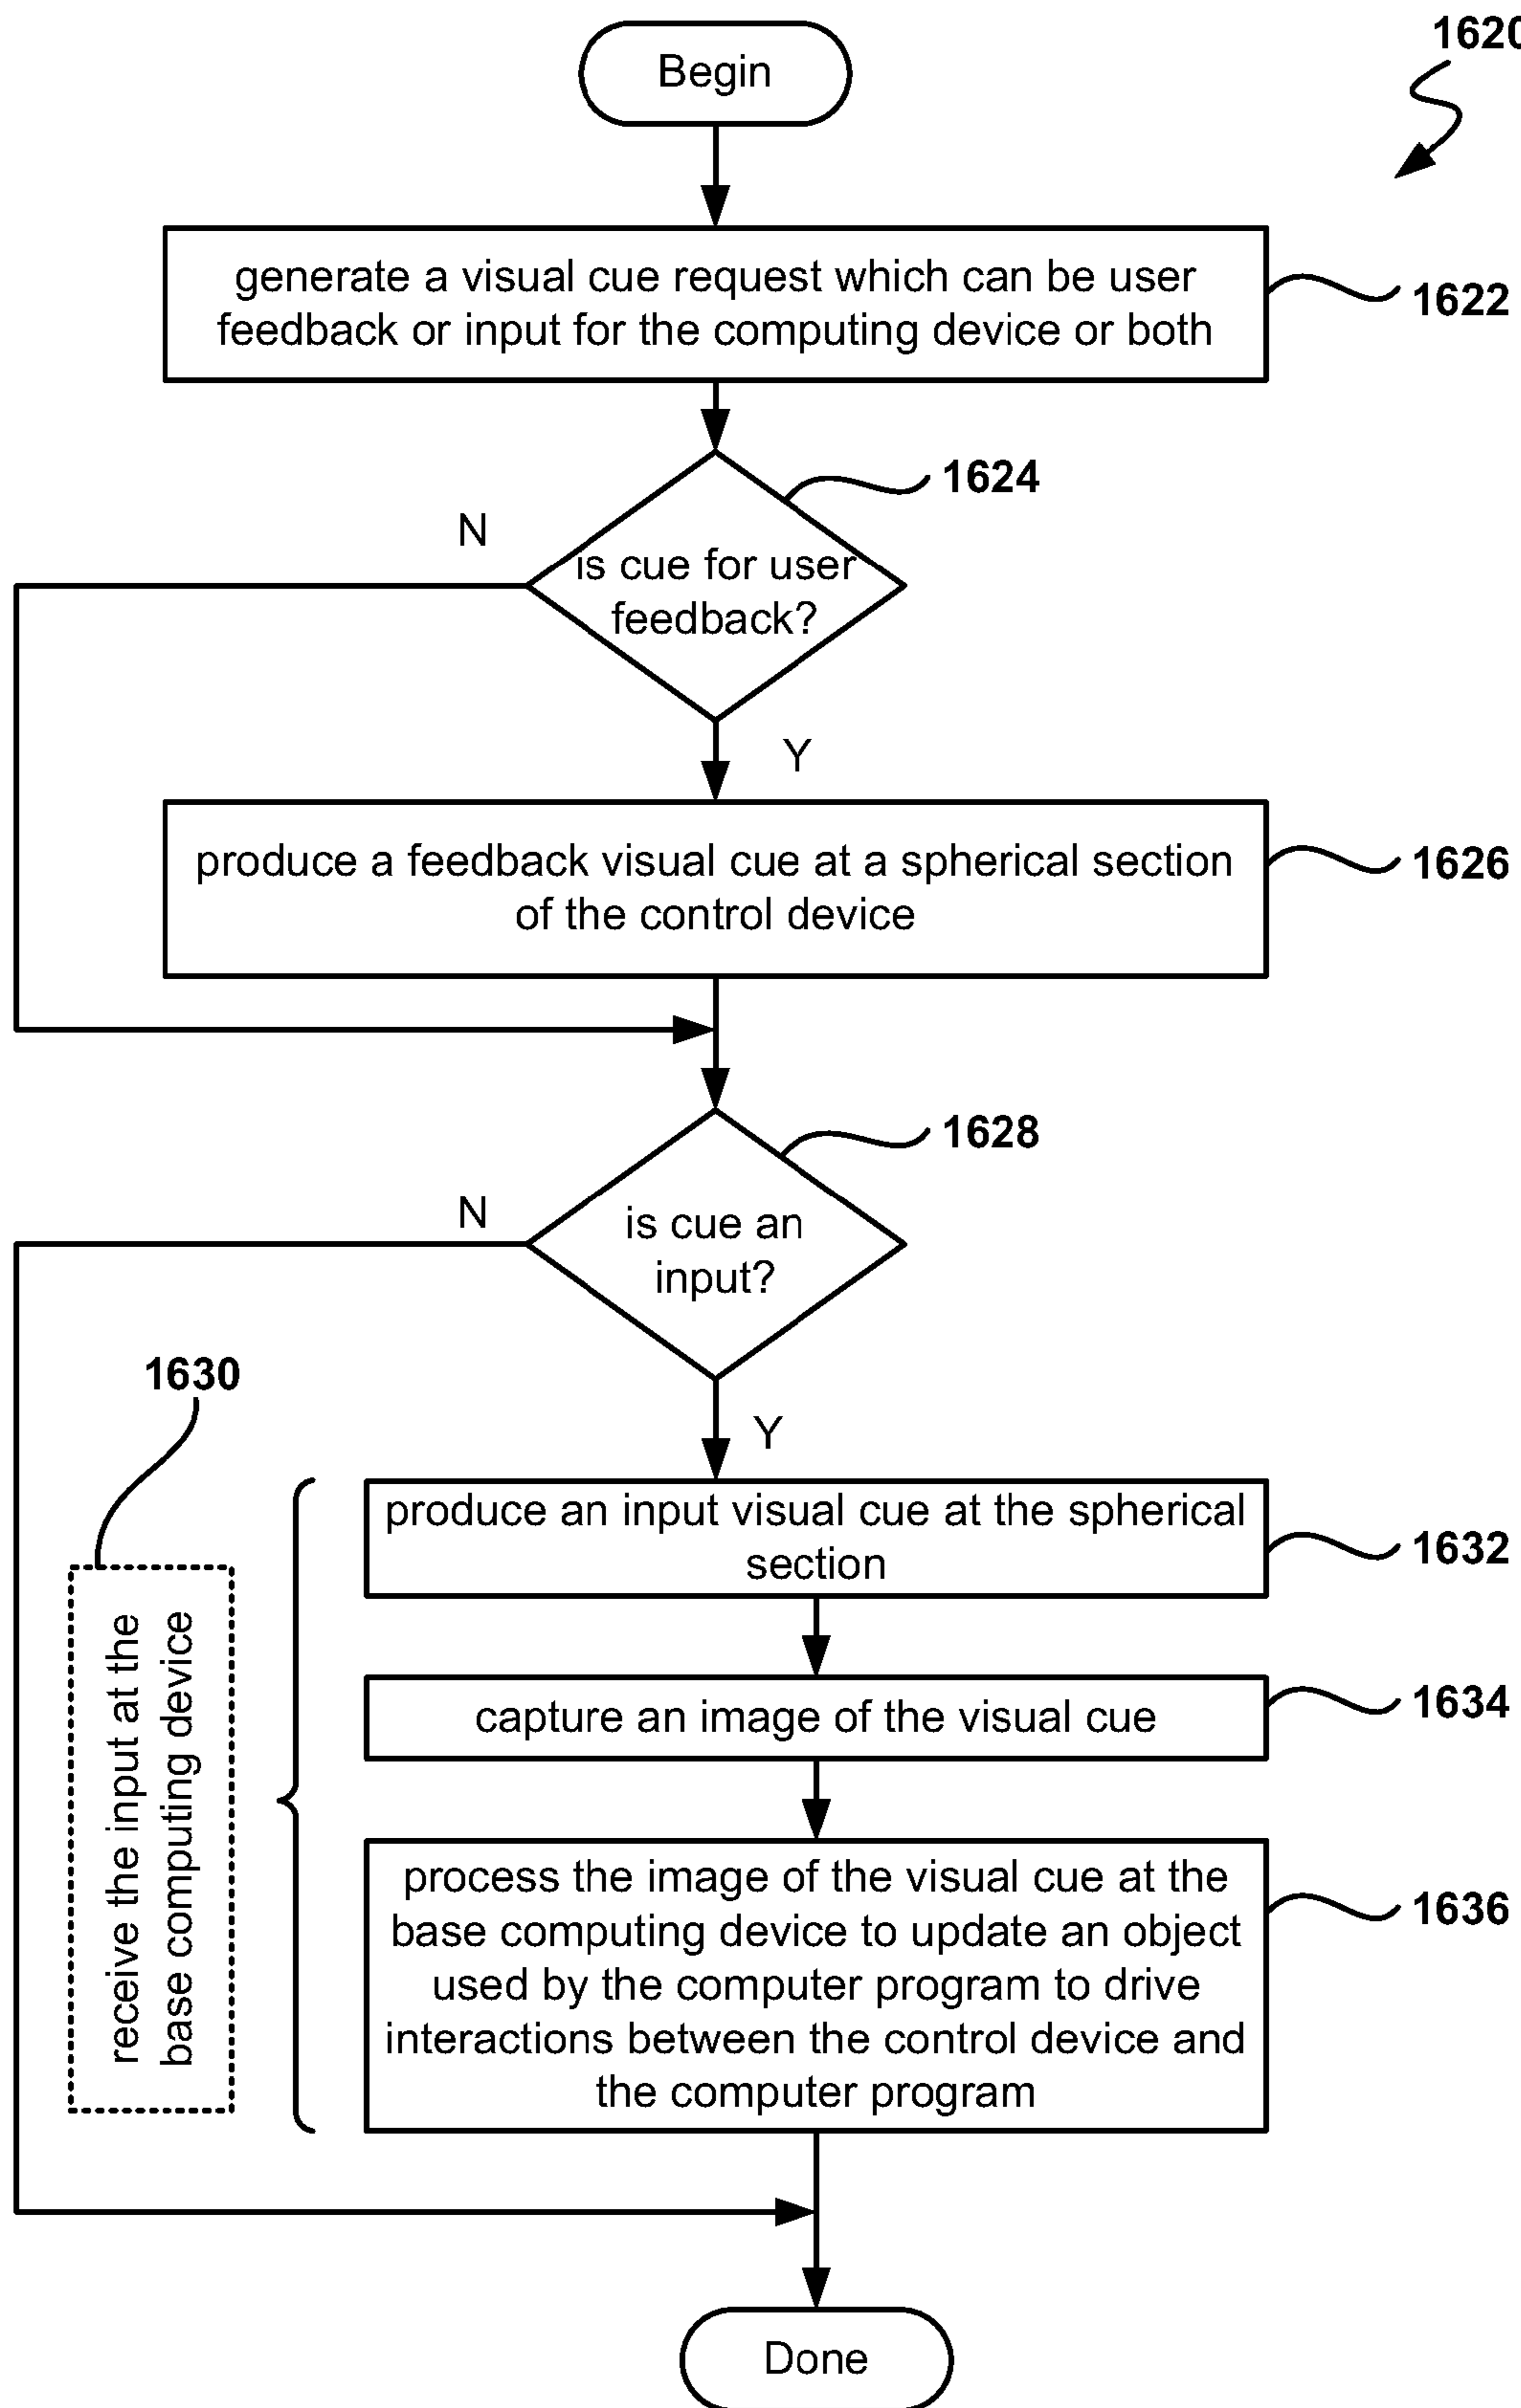 1620
Begin
generate a visual cue request which can be user
feedback or input for the computing device or both
1622
1624
N
is cue for user
feedback?
Y
produce a feedback visual cue at a spherical section
of the control device
1626
1628
N
is cue an
input?
1630
Y
produce an input visual cue at the spherical
section
1632
receive the input at the
base computing device
capture an image of the visual cue
1634
process the image of the visual cue at the
base computing device to update an object
used by the computer program to drive
interactions between the control device and
the computer program
1636
Done